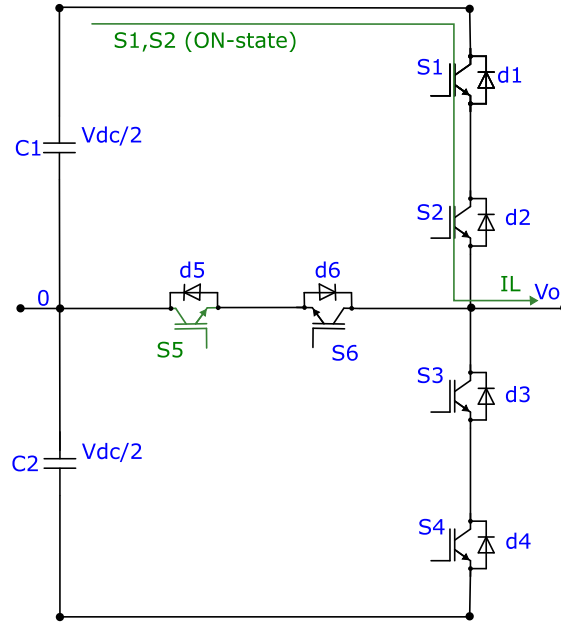 S1,S2 (ON-state)
S1
d1
Vdc/2
C1
S2
d2
d5
d6
0
IL
Vo
S5
S6
S3
d3
Vdc/2
C2
S4
d4